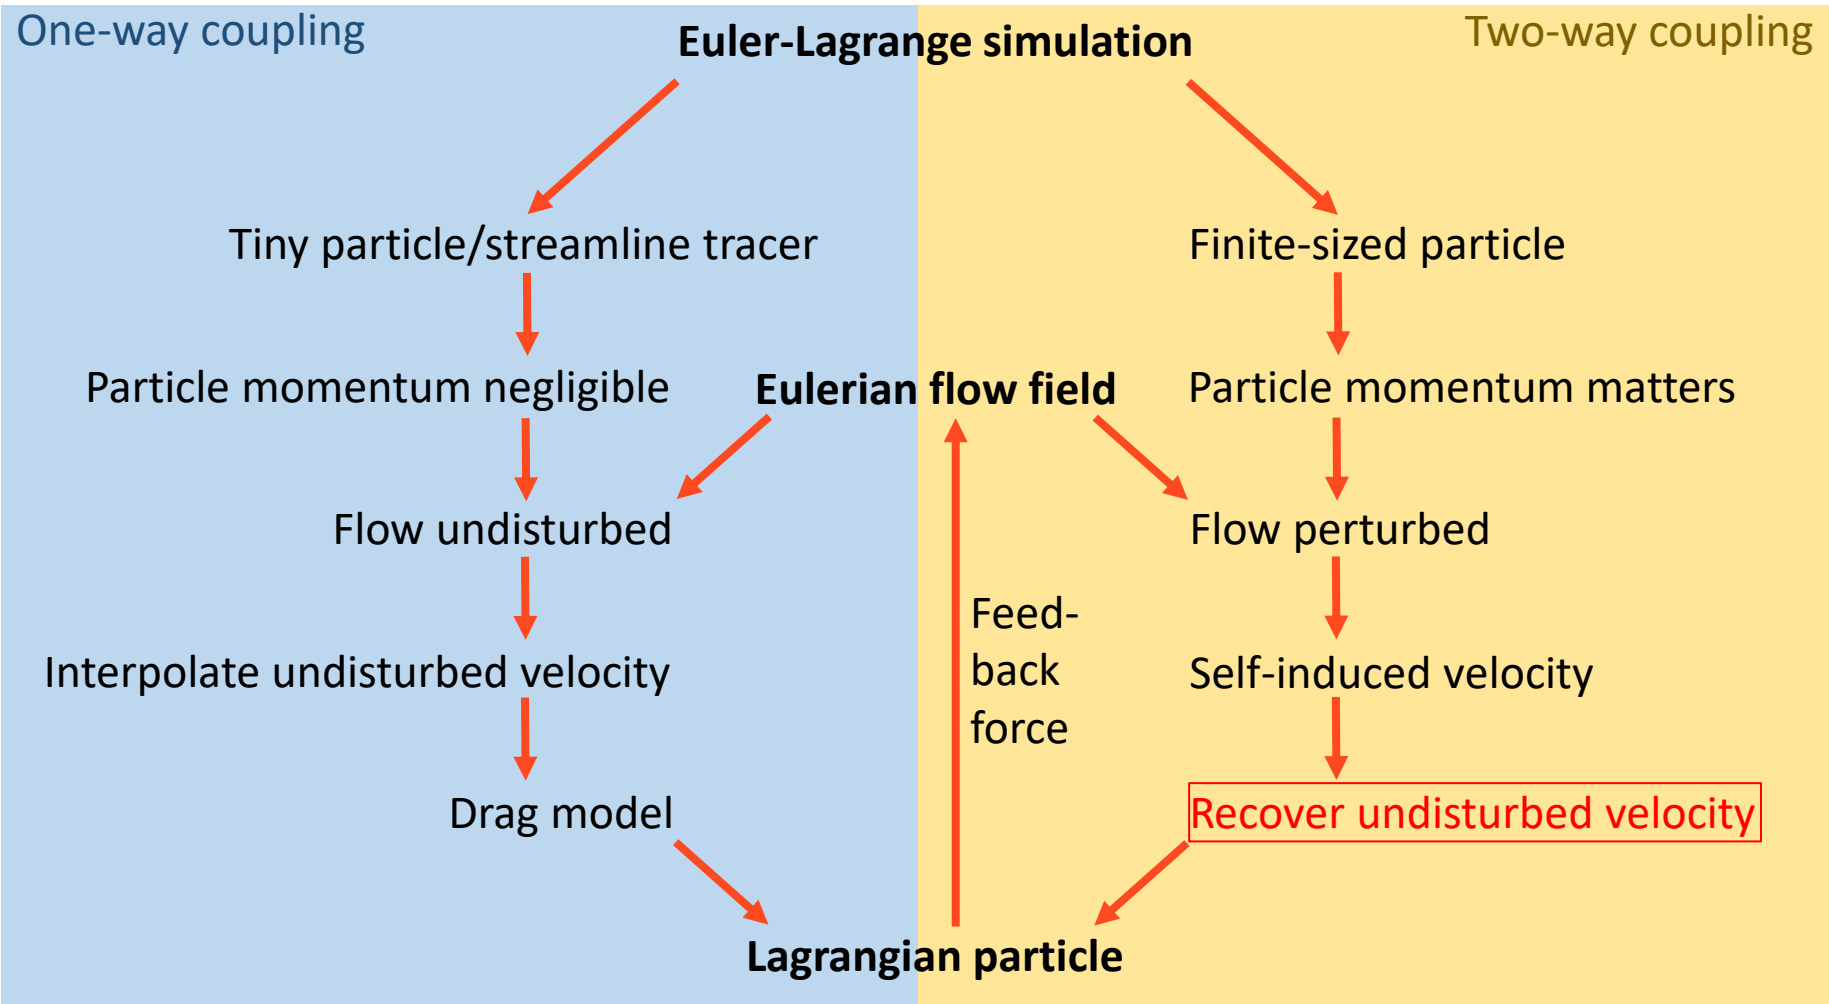 One-way coupling
Euler-Lagrange simulation
Two-way coupling
Tiny particle/streamline tracer
Finite-sized particle
Particle momentum negligible
Eulerian flow field
Particle momentum matters
Flow undisturbed
Flow perturbed
Feed-
back
force
Interpolate undisturbed velocity
Self-induced velocity
Drag model
Recover undisturbed velocity
Lagrangian particle